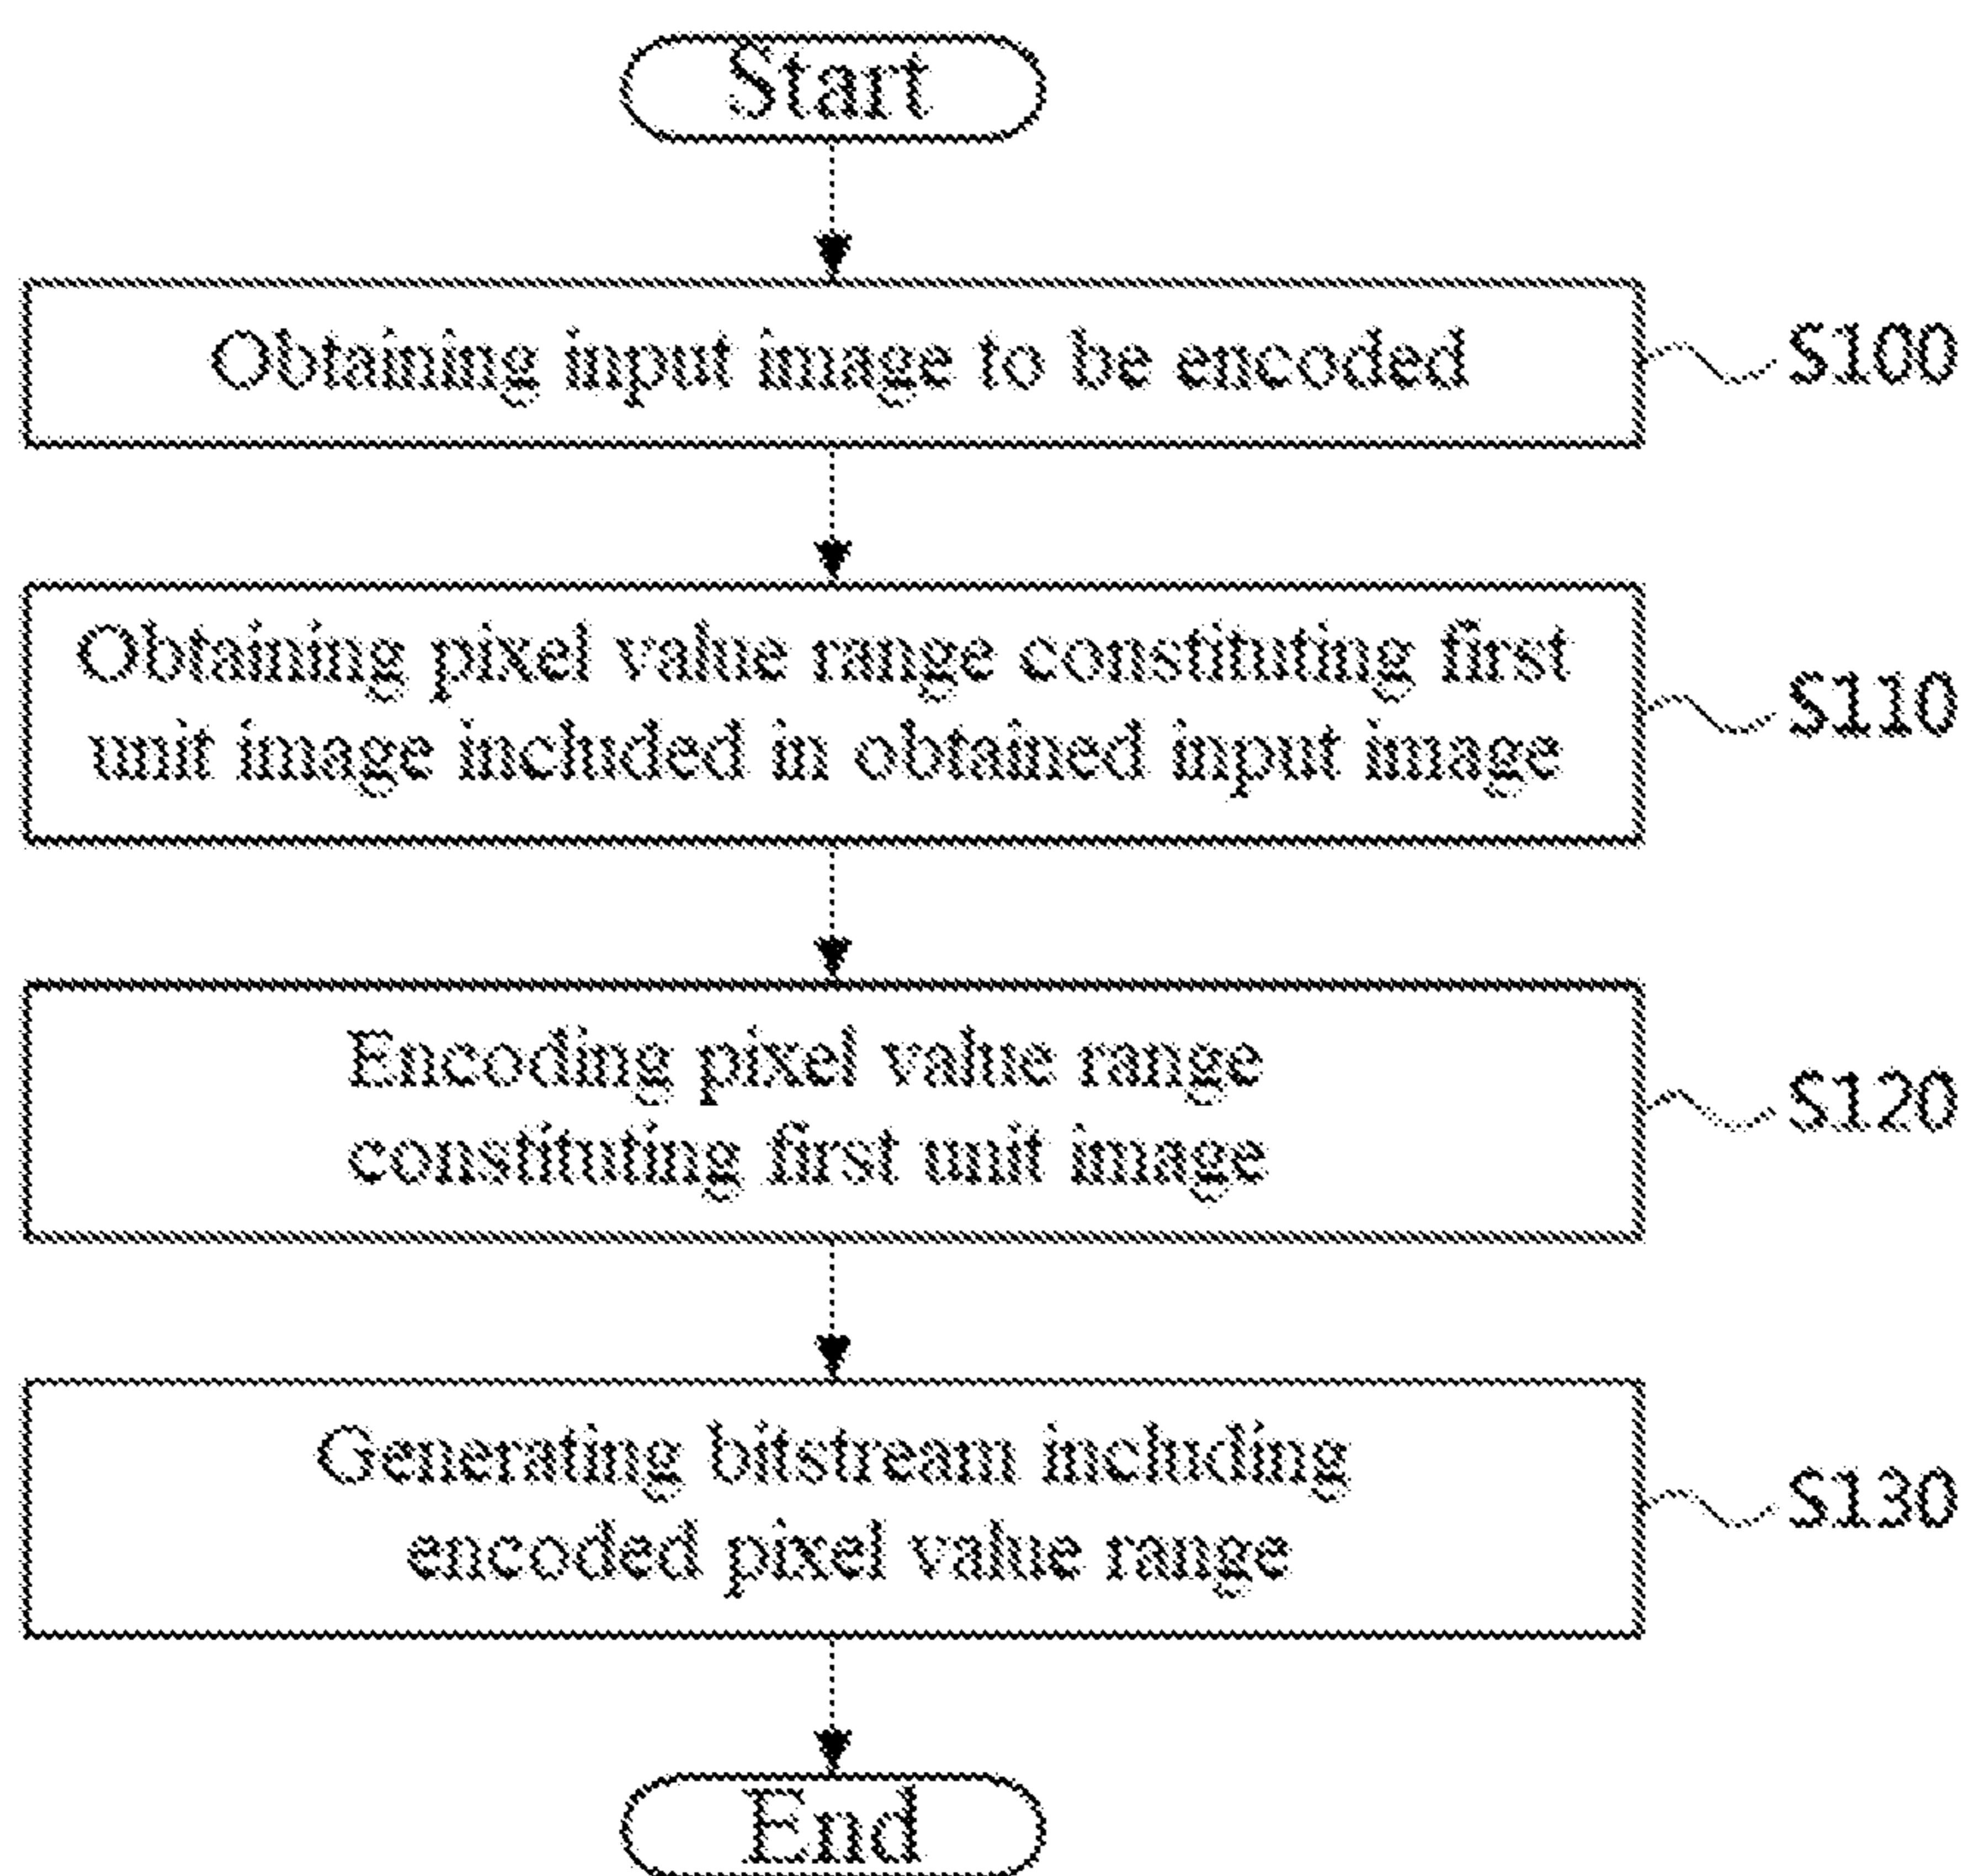 Start
Obtaining input image to be encoded
S100
Obtaining pixel value range constituting first
unit image included in obtained input image
S110
Encoding pixel value range
constituting first unit image
S120
Generating bitstream including
encoded pixel value range
S130
End